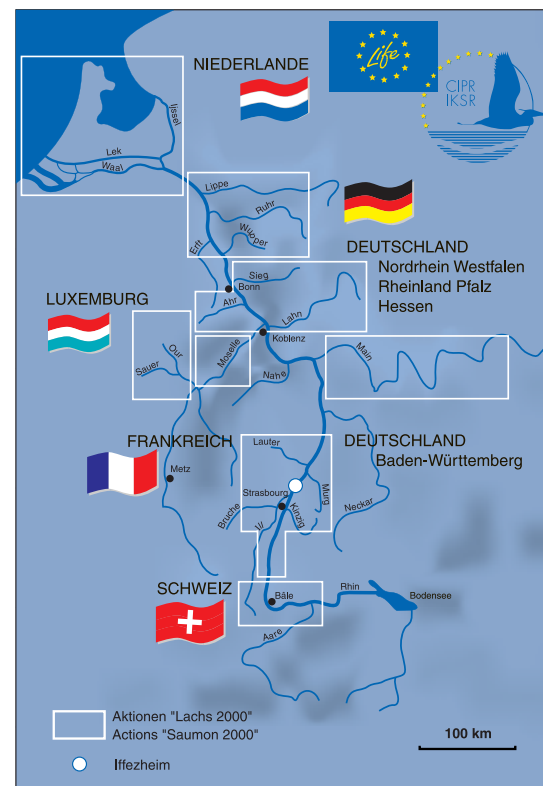 NIEDERLANDE
Life
CIPR
IKSR
Ijssel
Lek
Waal
Lippe
Ruhr
Wupper
Erft
DEUTSCHLAND
Nordrhein Westfalen
Rheinland Pfalz
Hessen
Sieg
Bonn
Ahr
Lahn
LUXEMBURG
Koblenz
Our
Sauer
Moselle
Main
Nahe
FRANKREICH
Lauter
DEUTSCHLAND
Baden-Württemberg
Metz
Strasbourg
Murg
Kinzig
Bruche
Ill
Neckar
SCHWEIZ
Bâle
Rhin
Bodensee
Aare
Aktionen "Lachs 2000"
Actions "Saumon 2000"
Iffezheim
100 km